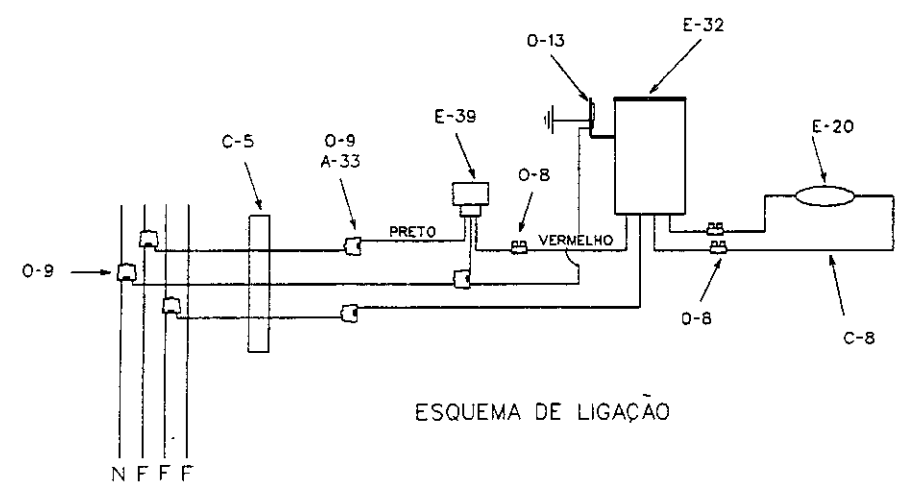 E-32
O-13
E-39
E-20
C-5
O-9
A-33
O-8
PRETO
VERMELHO
O-9
O-8
C-8
ESQUEMA DE LIGAÇÃO
N F F F